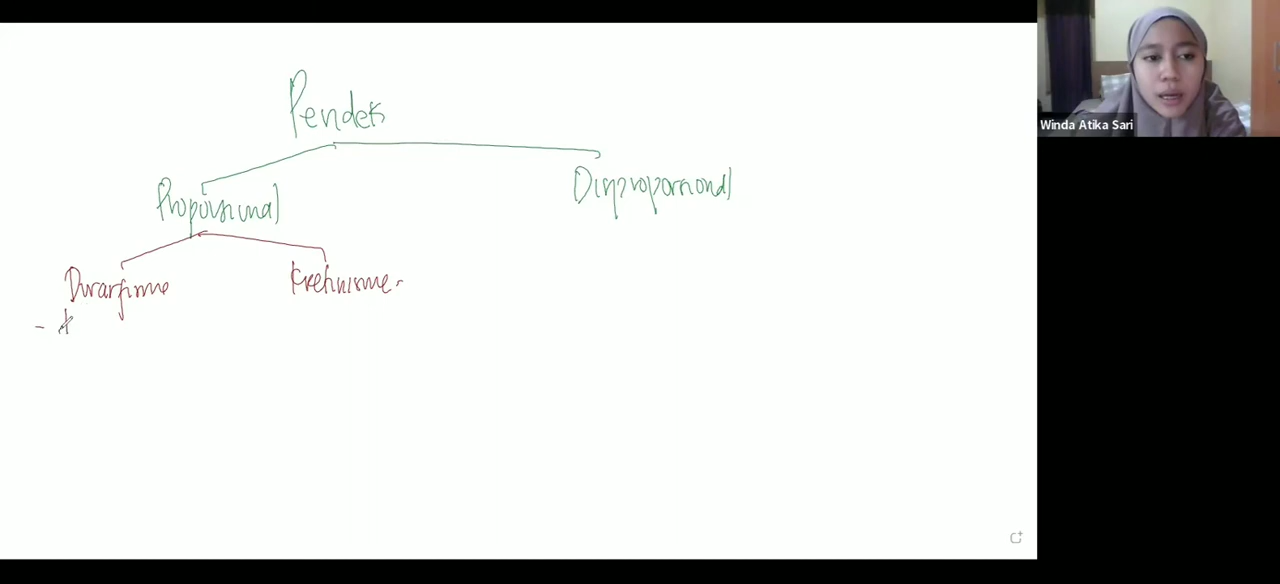 Pendek
Proporsional
Disproporsional
Dwarfisme
Kretinisme.
-
Winda Atika Sari